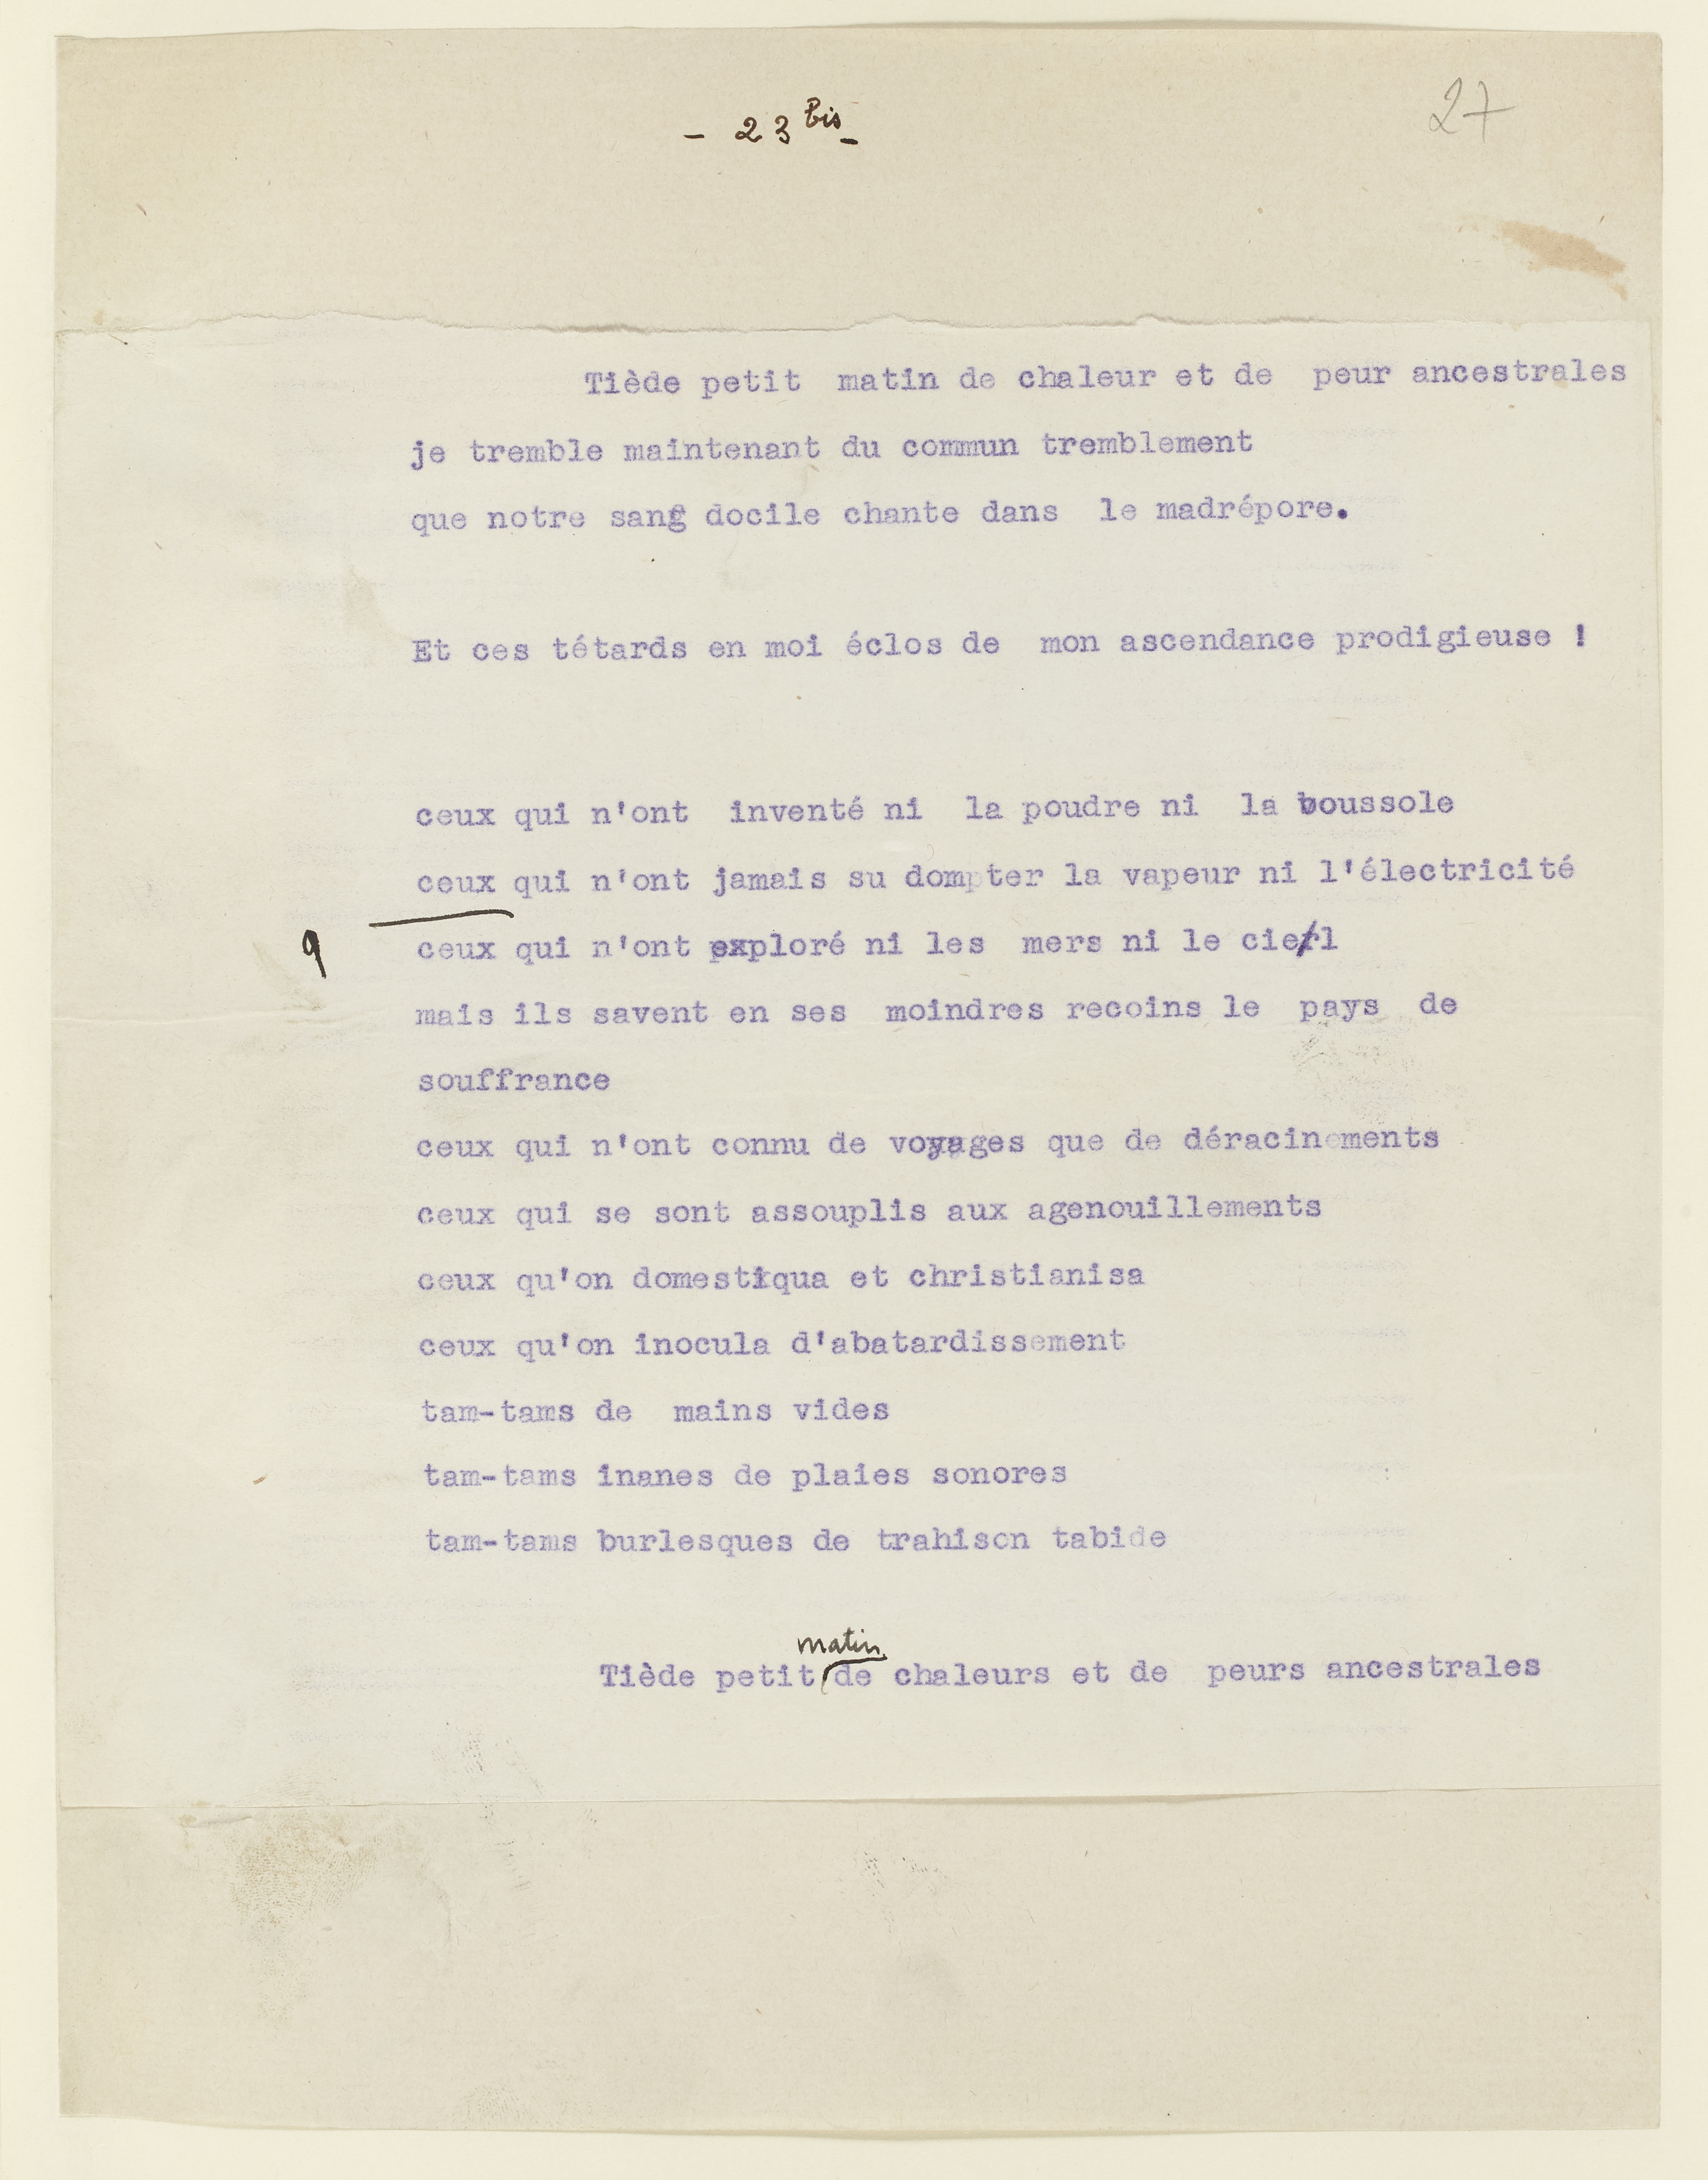 - 23 bis -
27
Tiède petit matin de chaleur et de peur ancestrales
je tremble maintenant du commun tremblement
que notre sang docile chante dans le madrépore.
Et ces tétards en moi éclos de mon ascendance prodigieuse !
ceux qui n'ont inventé ni la poudre ni la boussole
ceux qui n'ont jamais su dompter la vapeur ni l'électricité
9 ceux qui n'ont exploré ni les mers ni le ciel
mais ils savent en ses moindres recoins le pays de
souffrance
ceux qui n'ont connu de voyages que de déracinements
ceux qui se sont assouplis aux agenouillements
ceux qu'on domestiqua et christianisa
ceux qu'on inocula d'abatardissement
tam-tams de mains vides
tam-tams inanes de plaies sonores
tam-tams burlesques de trahison tabide
matin
Tiède petit de chaleurs et de peurs ancestrales